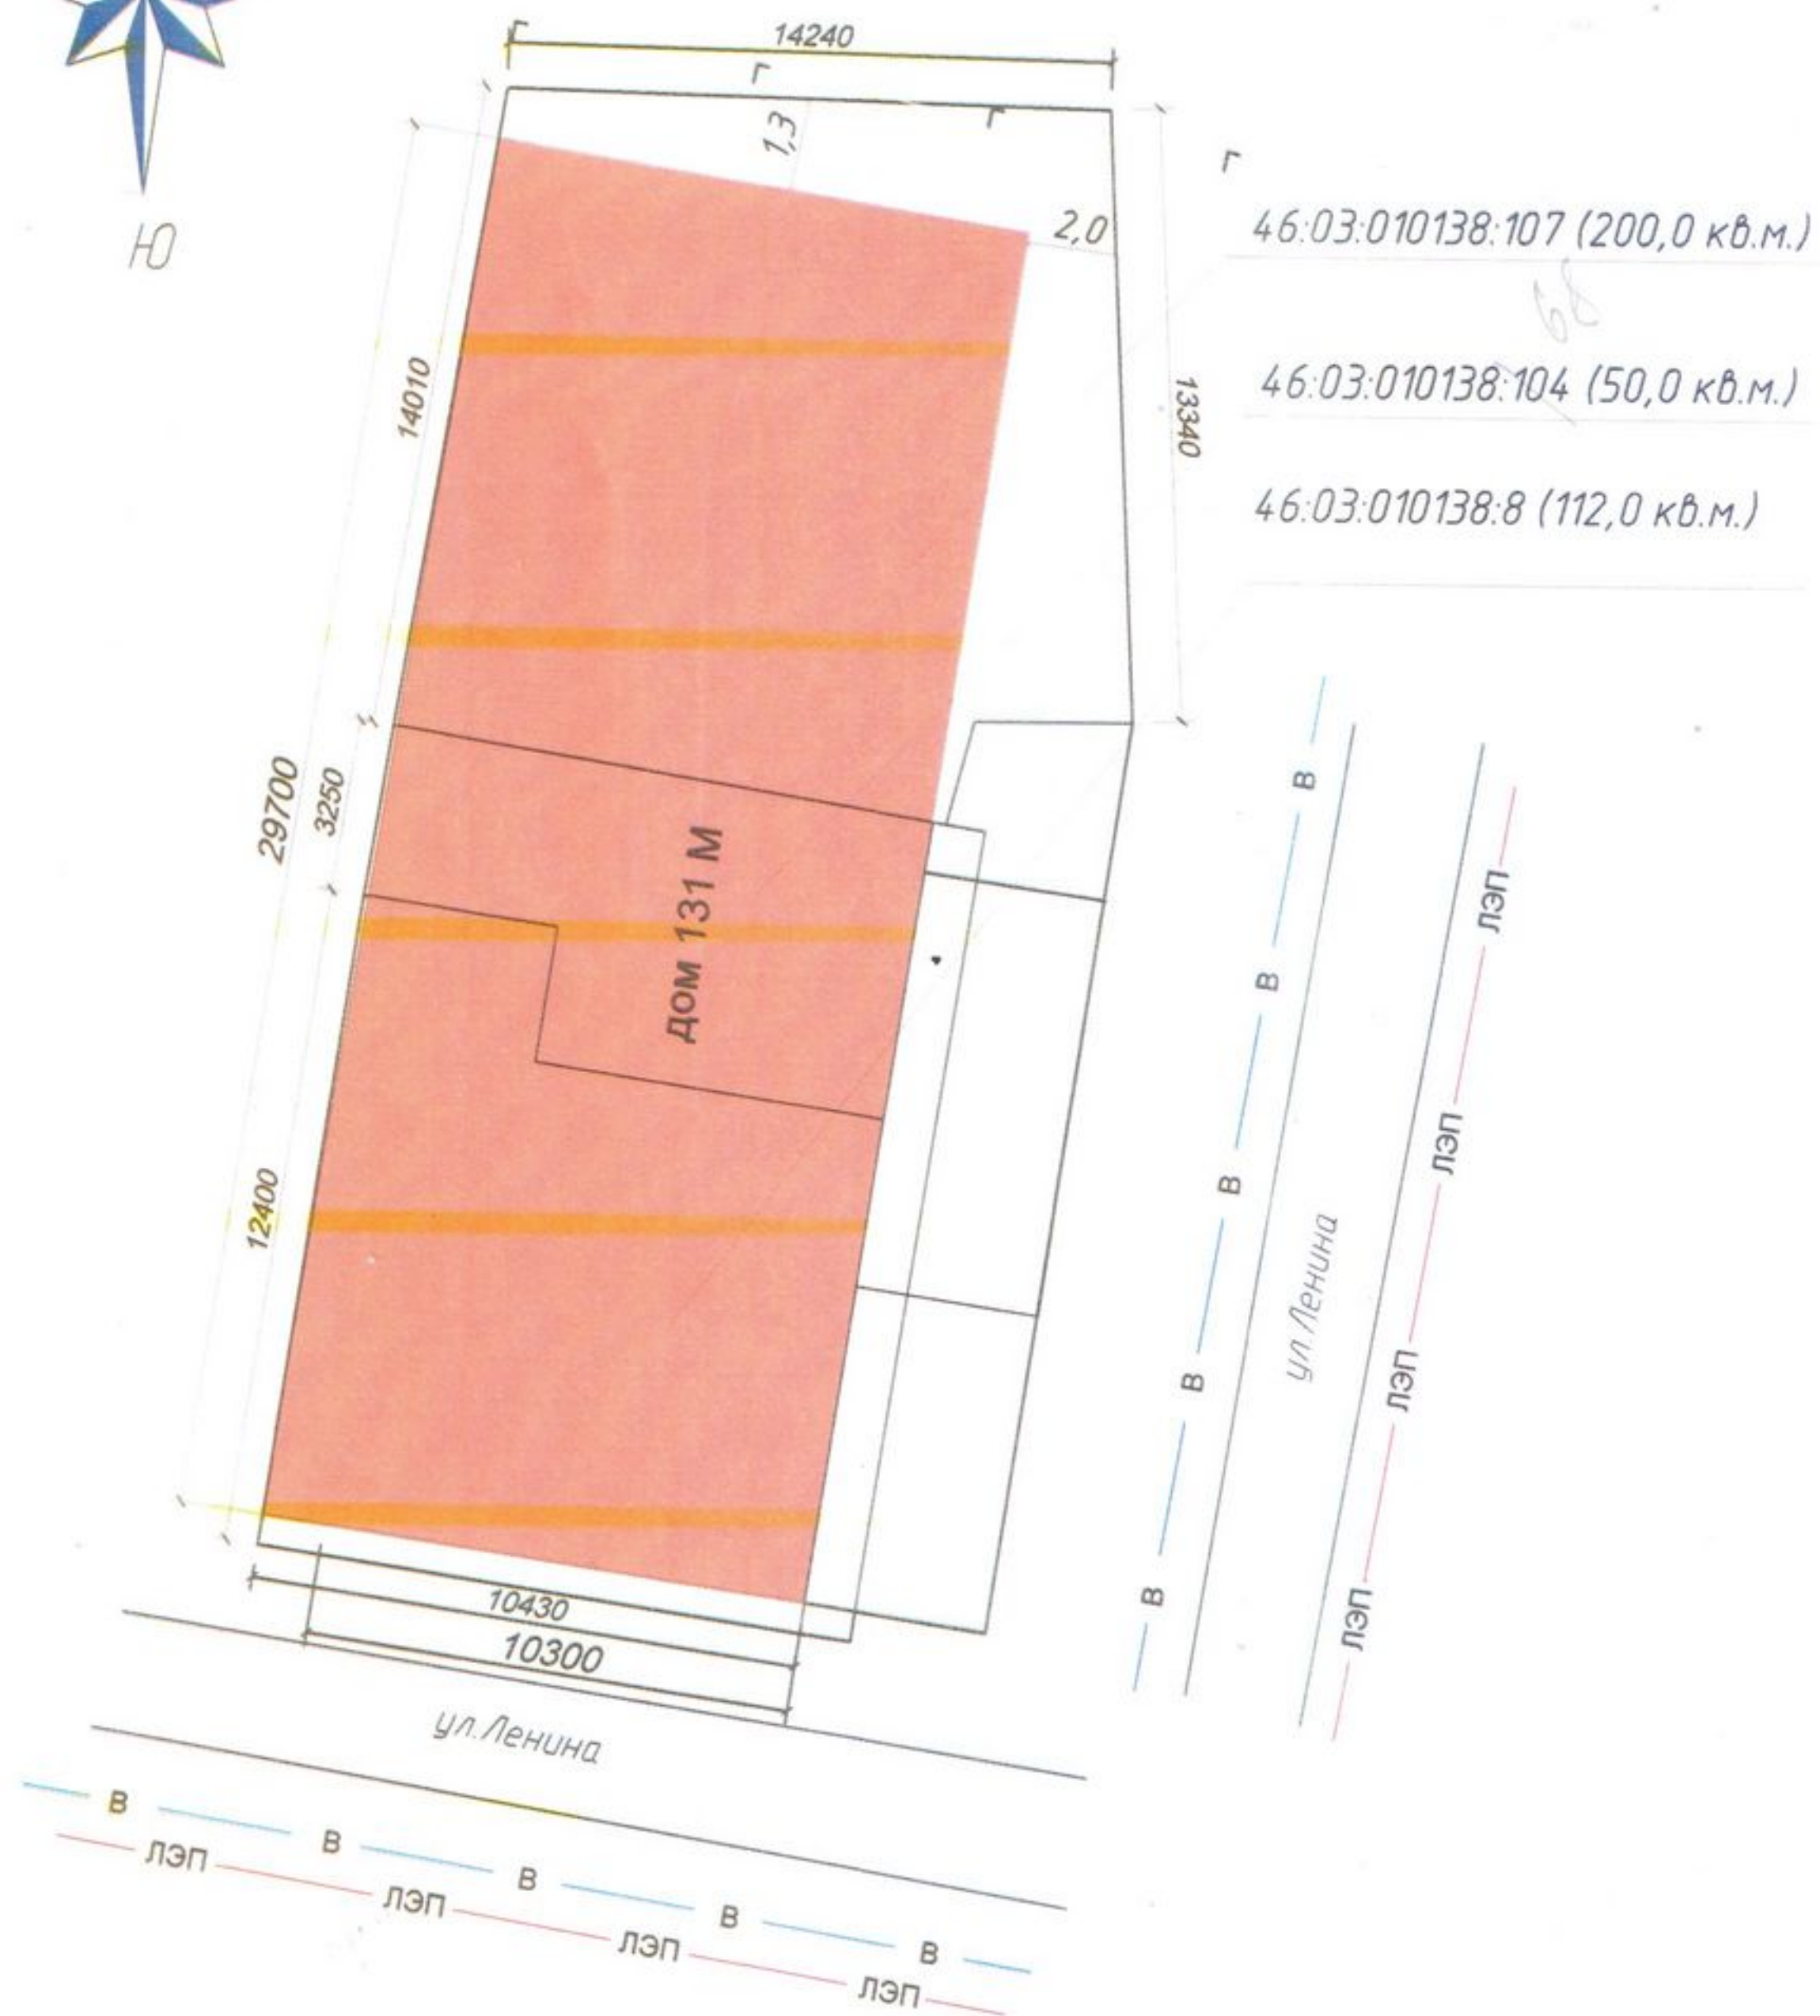 14240
Г
Г
Г
Г
1,3
2,0
Ю
46:03:010138:107 (200,0 кв.м.)
68
46:03:010138:104 (50,0 кв.м.)
46:03:010138:8 (112,0 кв.м.)
14010
13340
29700
3250
ДОМ 131 М
12400
10430
10300
ул.Ленина
В
В
В
В
В
ул.Ленина
ЛЭП
ЛЭП
ЛЭП
ЛЭП
В
В
В
В
В
ЛЭП
ЛЭП
ЛЭП
ЛЭП